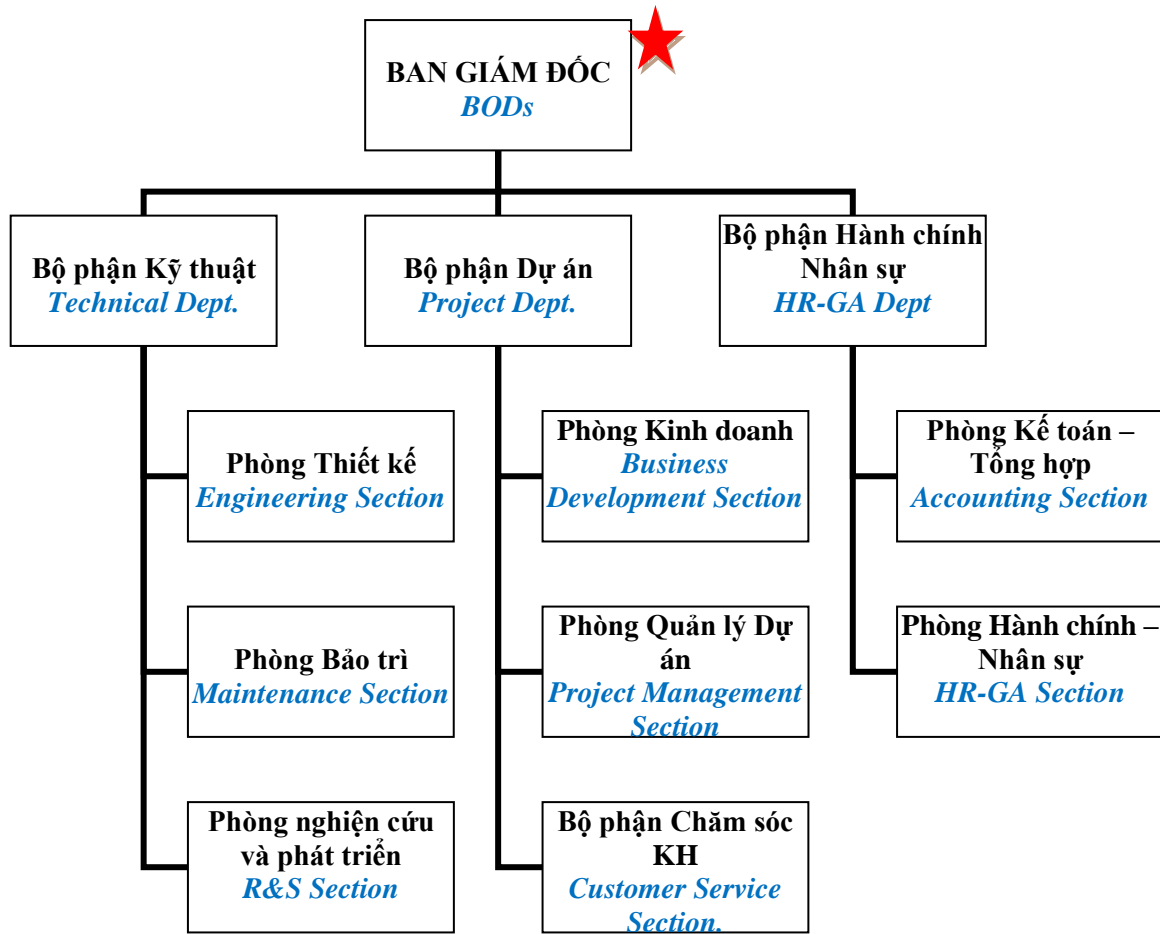 BAN GIÁM ĐỐC
BODs
Bộ phận Kỹ thuật
Technical Dept.
Bộ phận Dự án
Project Dept.
Bộ phận Hành chính
Nhân sự
HR-GA Dept
Phòng Thiết kế
Engineering Section
Phòng Kinh doanh
Business
Development Section
Phòng Kế toán –
Tổng hợp
Accounting Section
Phòng Bảo trì
Maintenance Section
Phòng Quản lý Dự
án
Project Management
Section
Phòng Hành chính –
Nhân sự
HR-GA Section
Phòng nghiện cứu
và phát triển
R&S Section
Bộ phận Chăm sóc
KH
Customer Service
Section.